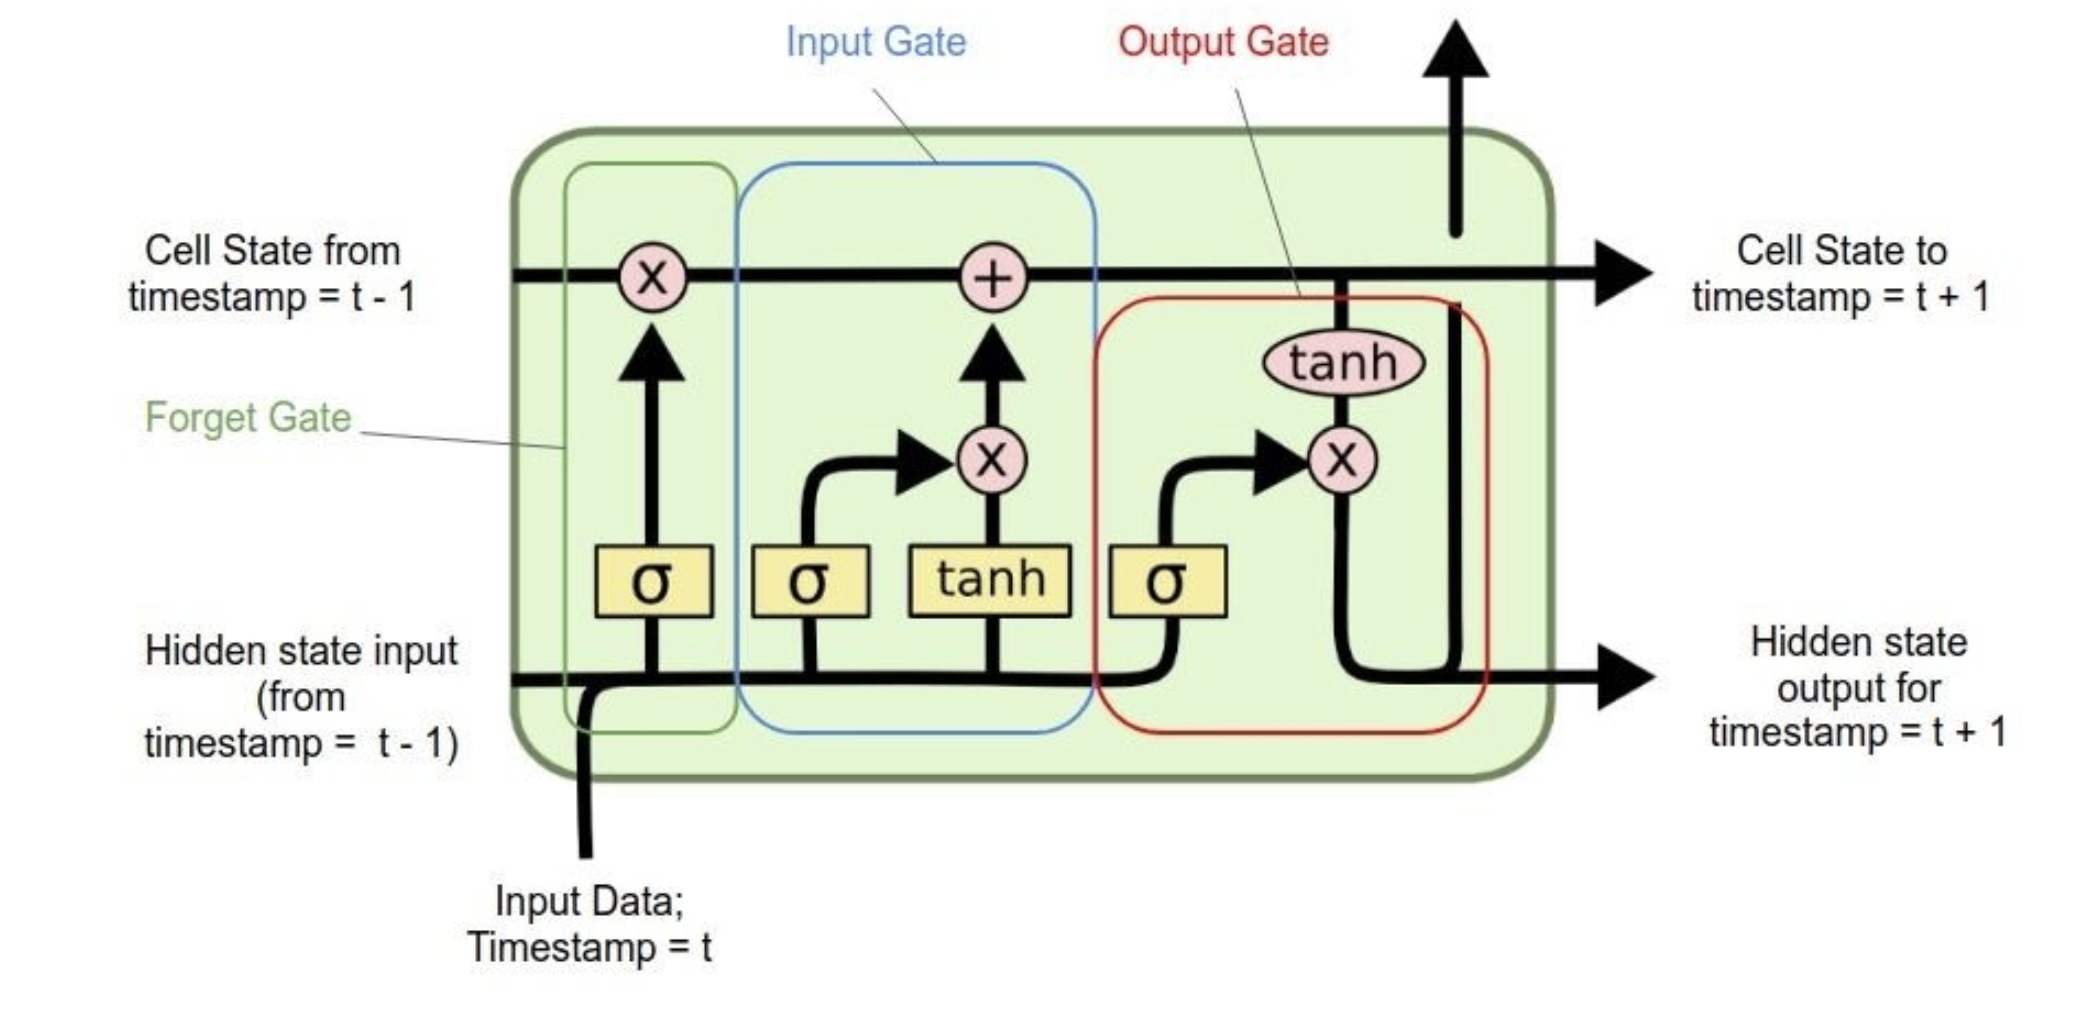 Input Gate
Output Gate
Cell State from
timestamp = t - 1
x
+
Cell State to
timestamp = t + 1
Forget Gate
tanh
x
x
σ
σ
tanh
σ
Hidden state input
(from
timestamp =  t - 1)
Hidden state
output for
timestamp = t + 1
Input Data;
Timestamp = t